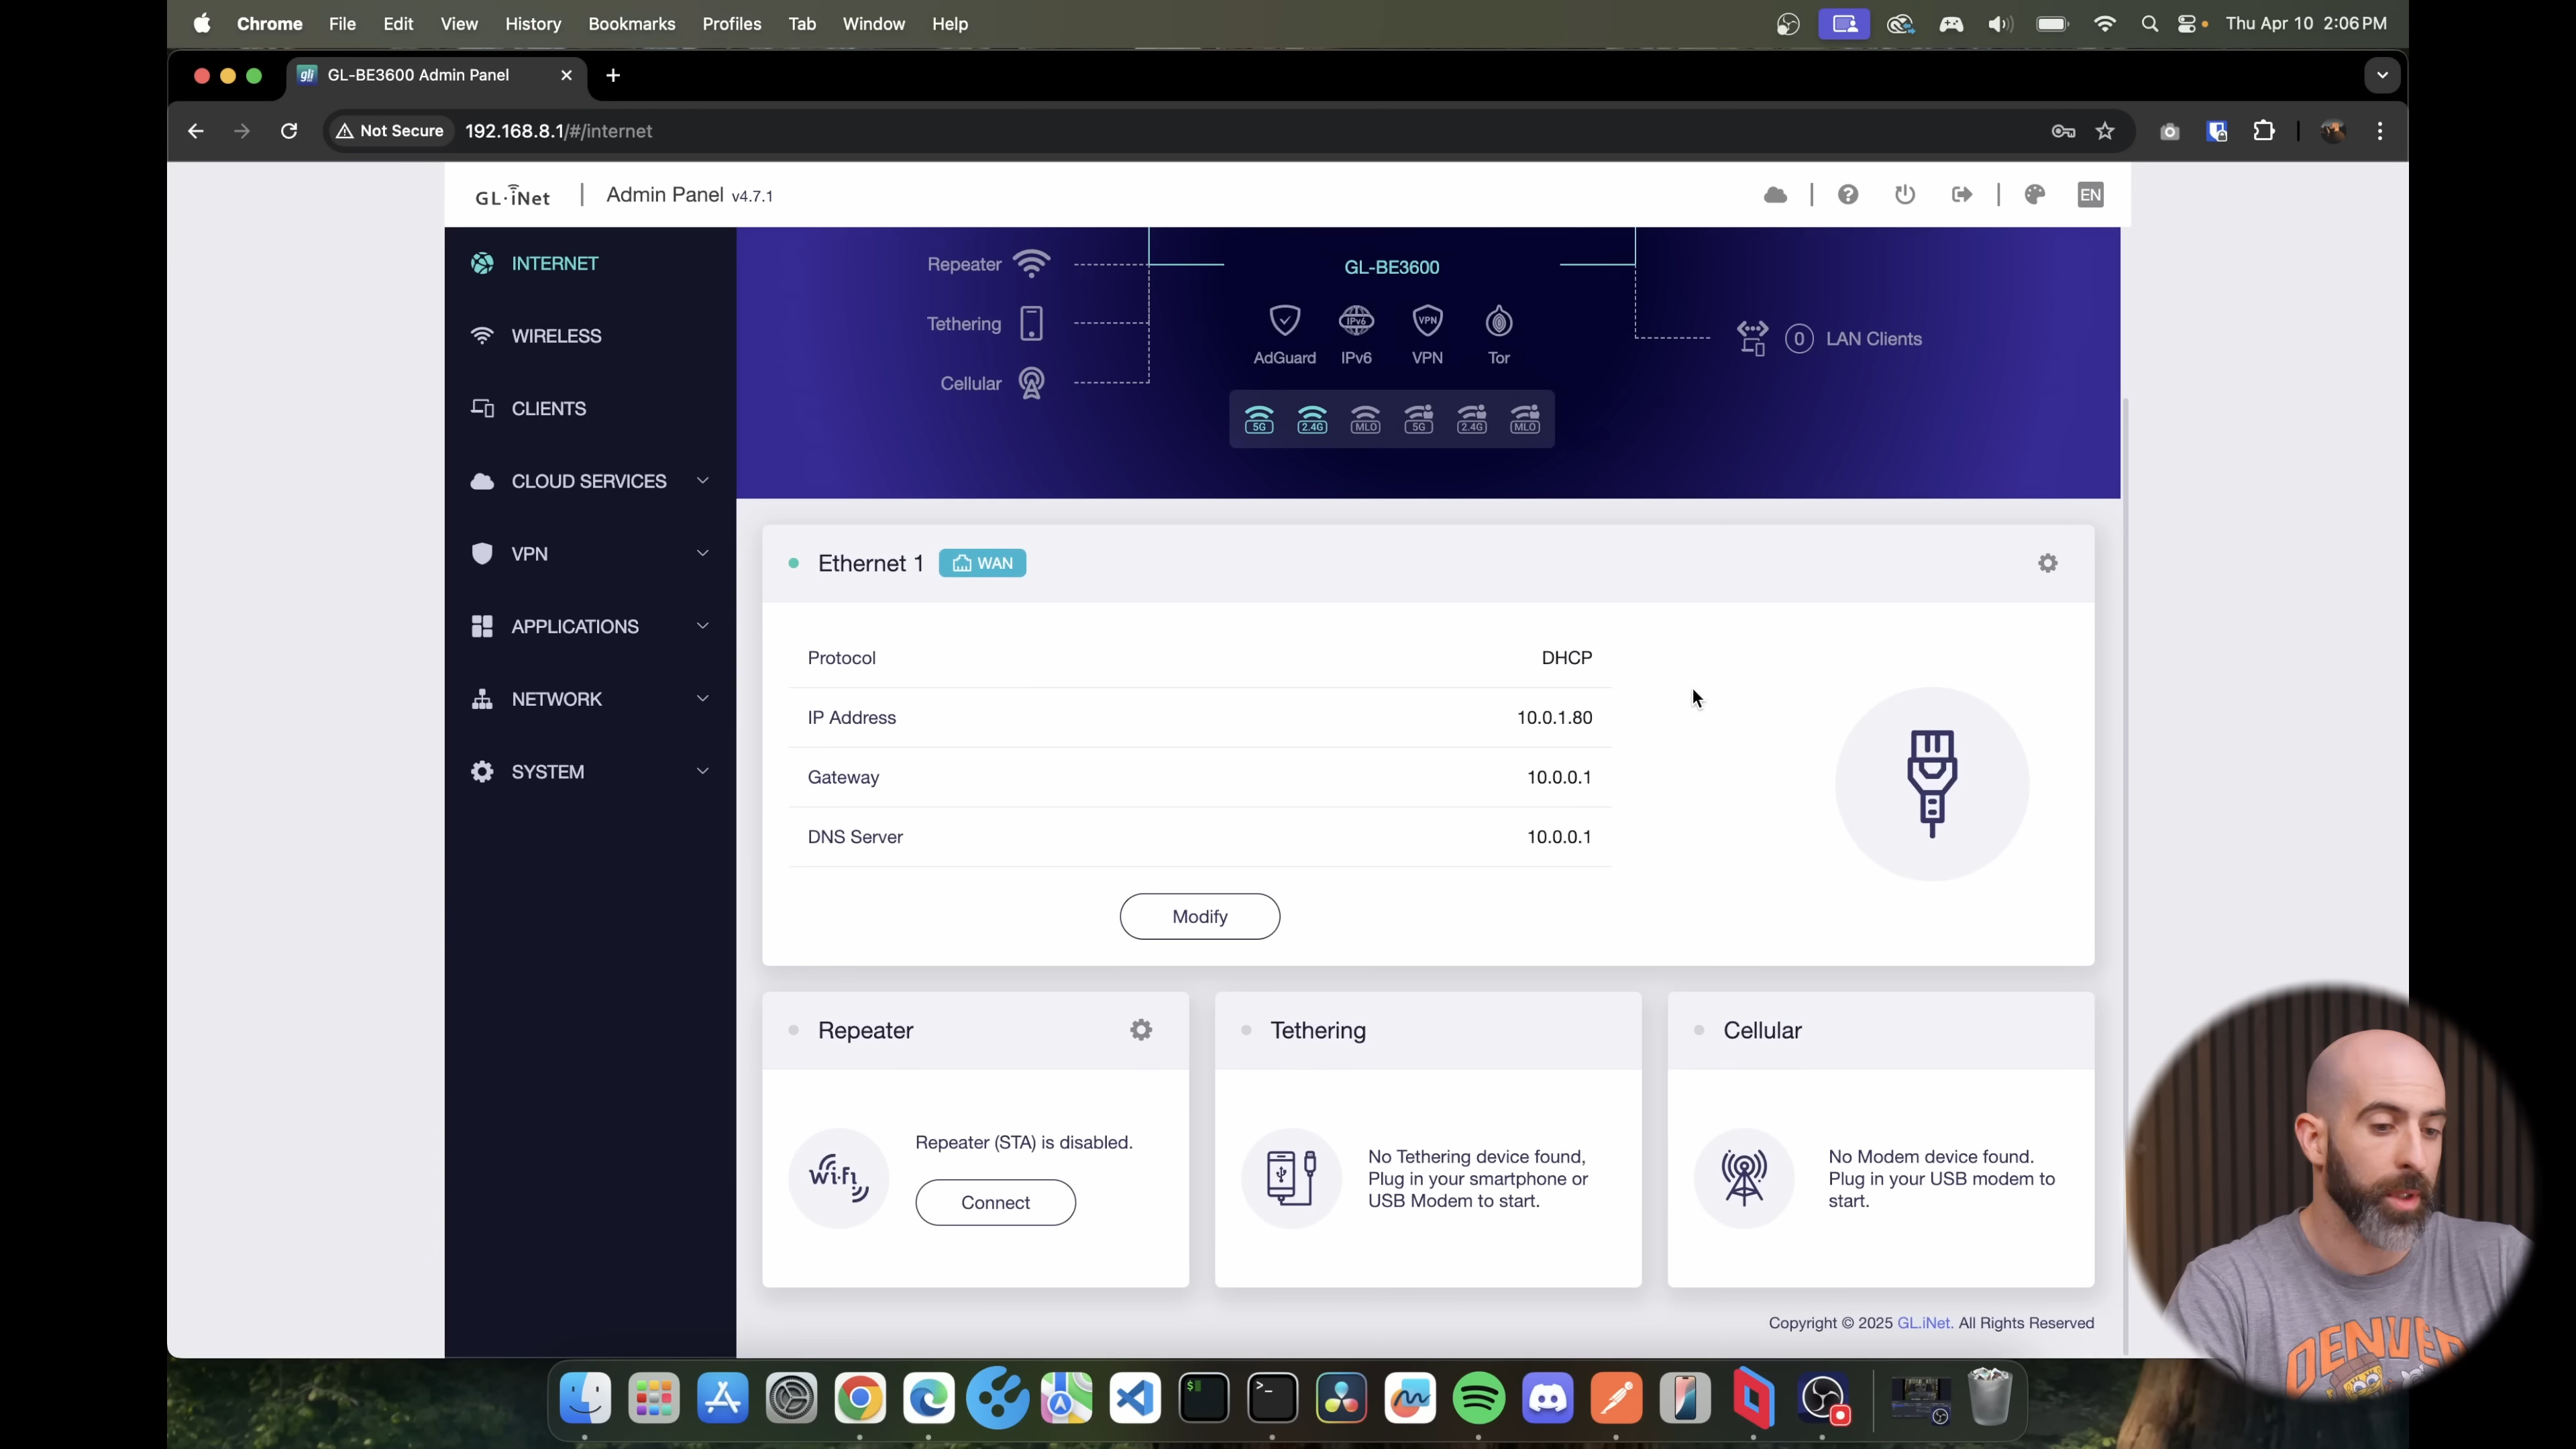 Chrome File Edit View History Bookmarks Profiles Tab Window Help
Thu Apr 10 2:06 PM
gli GL-BE3600 Admin Panel
Not Secure 192.168.8.1/#/internet
GL·iNet Admin Panel v4.7.1
EN
INTERNET
WIRELESS
CLIENTS
CLOUD SERVICES
VPN
APPLICATIONS
NETWORK
SYSTEM
Repeater
Tethering
Cellular
GL-BE3600
IPv6 VPN
AdGuard IPv6 VPN Tor
5G 2.4G MLO 5G 2.4G MLO
0 LAN Clients
Ethernet 1 WAN
Protocol DHCP
IP Address 10.0.1.80
Gateway 10.0.0.1
DNS Server 10.0.0.1
Modify
Repeater
Wi-fi
Repeater (STA) is disabled.
Connect
Tethering
No Tethering device found,
Plug in your smartphone or
USB Modem to start.
Cellular
No Modem device found.
Plug in your USB modem to
start.
Copyright © 2025 GL.iNet. All Rights Reserved
DENVER